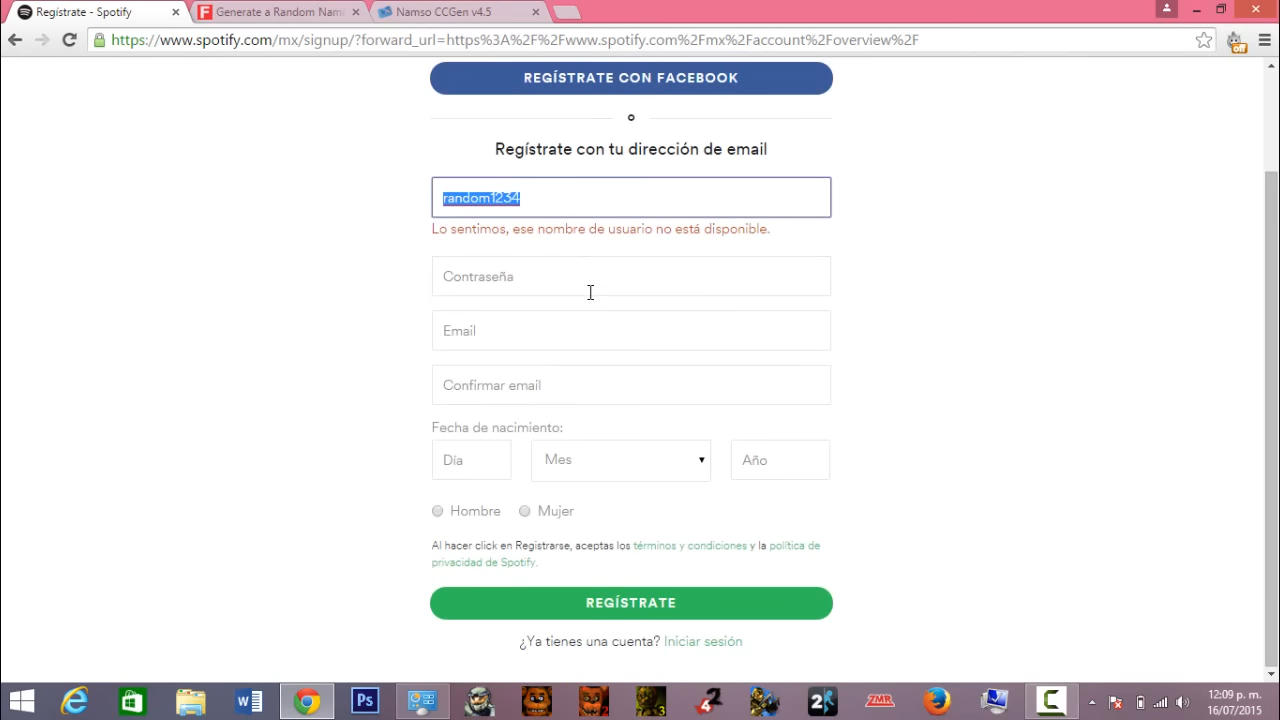 Regístrate - Spotify
Generate a Random Nam
Namso CCGen v4.5
https://www.spotify.com/mx/signup/?forward_url=https%3A%2F%2Fwww.spotify.com%2Fmx%2Faccount%2Foverview%2F
off
REGÍSTRATE CON FACEBOOK
o
Regístrate con tu dirección de email
random1234
Lo sentimos, ese nombre de usuario no está disponible.
Contraseña
Email
Confirmar email
Fecha de nacimiento:
Día
Mes
Año
Hombre
Mujer
Al hacer click en Registrarse, aceptas los términos y condiciones y la política de
privacidad de Spotify.
REGÍSTRATE
¿Ya tienes una cuenta? Iniciar sesión
12:09 p. m.
16/07/2015